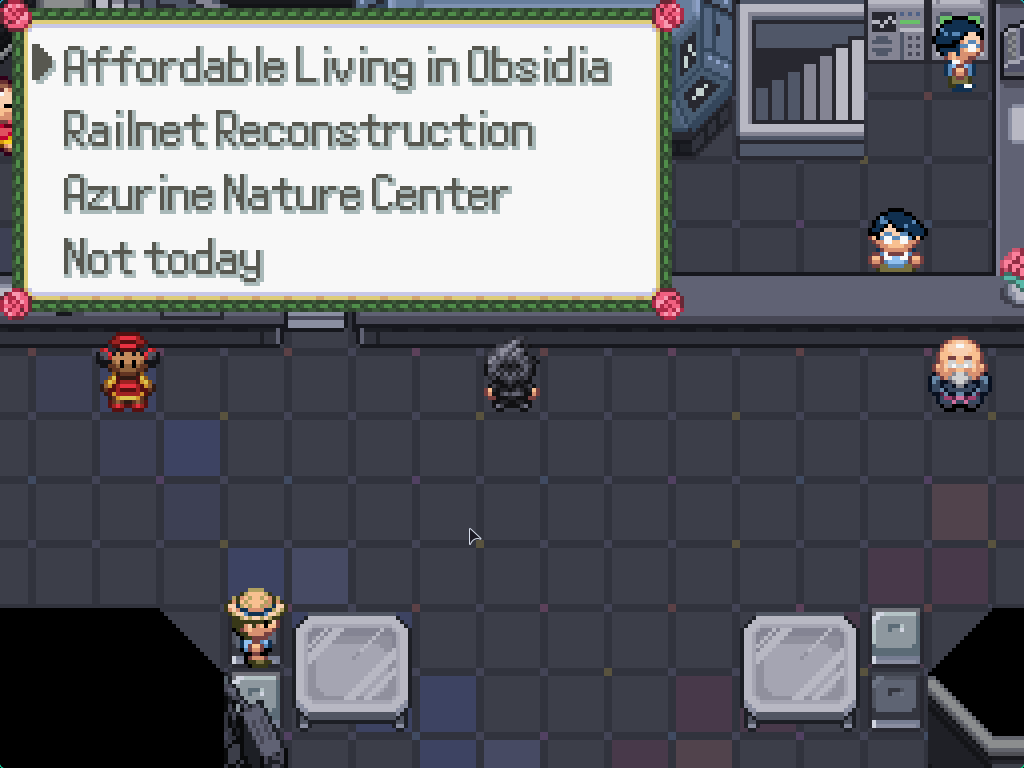 Affordable Living in Obsidia
Railnet Reconstruction
Azurine Nature Center
Not today